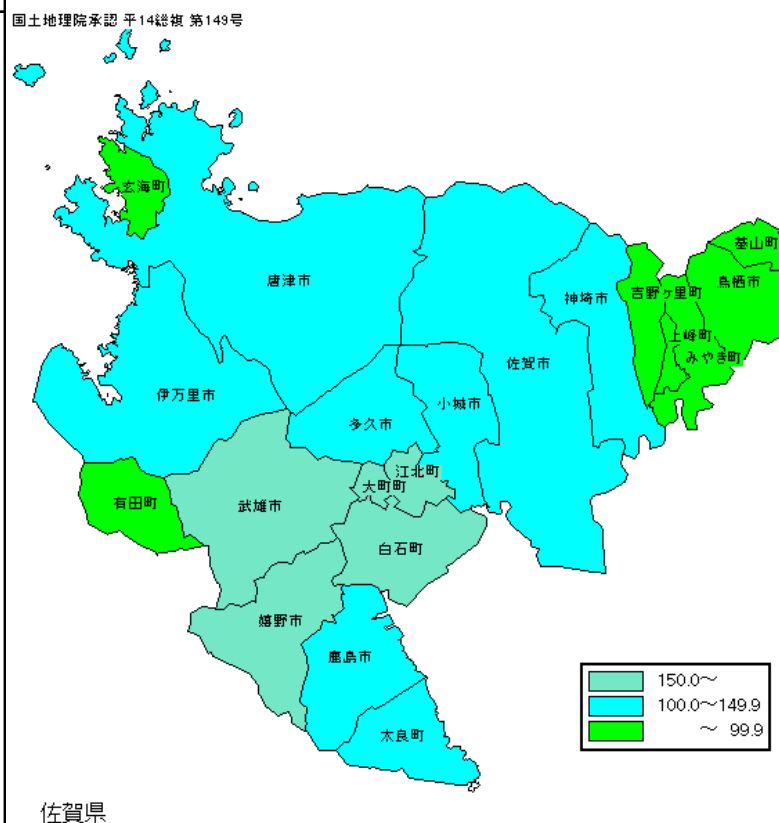 国土地理院承認 平14総複 第149号
玄海町
基山町
唐津市
鳥栖市
神埼市
吉野ヶ里町
上峰町
みやき町
佐賀市
伊万里市
小城市
多久市
江北町
大町町
有田町
武雄市
白石町
嬉野市
鹿島市
太良町
150.0～
100.0～149.9
～ 99.9
佐賀県